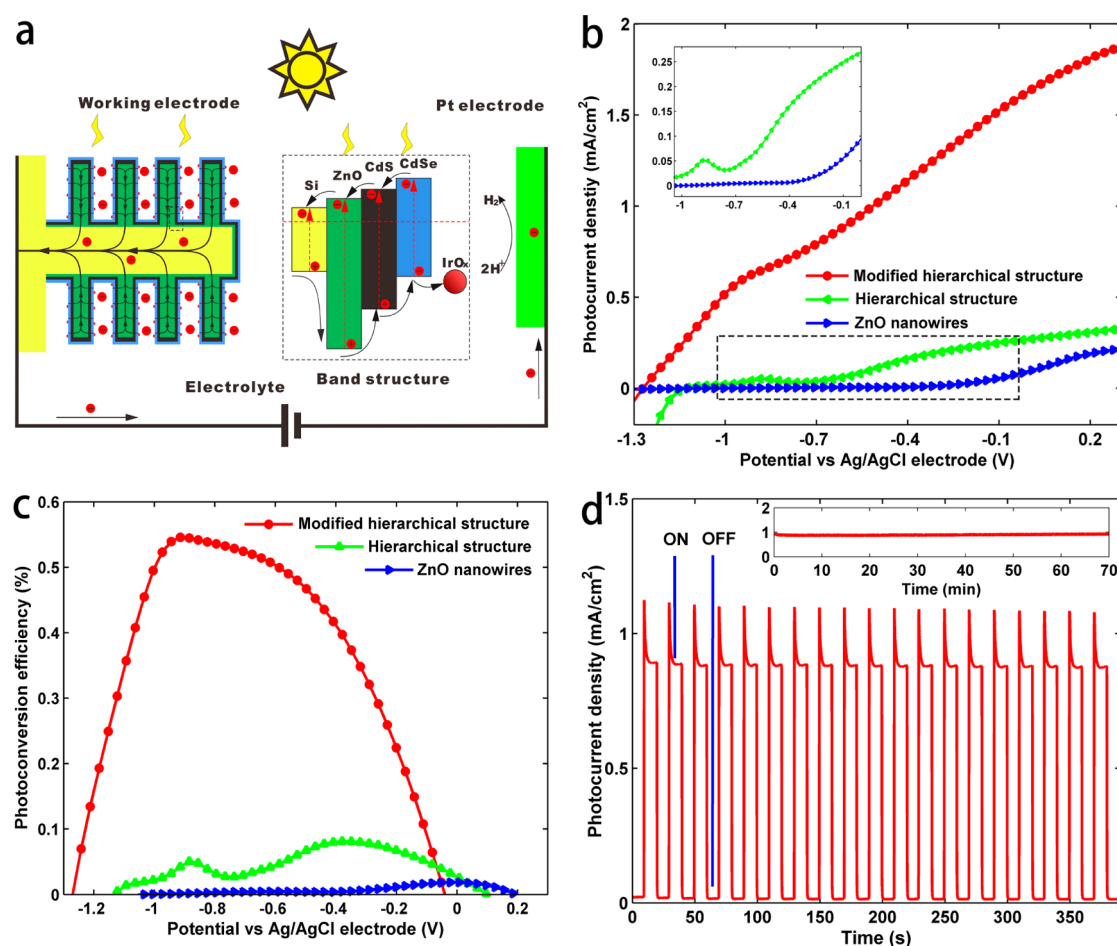 a
Working electrode
Pt electrode
Si
ZnO
CdS
CdSe
H₂
2H⁺
IrOₓ
Electrolyte
Band structure
b
Photocurrent denstiy (mA/cm²)
2
1.5
1
0.5
0
-1.3
-1
-0.7
-0.4
-0.1
0.2
Potential vs Ag/AgCl electrode (V)
0.25
0.2
0.15
0.1
0.05
0
-1
-0.7
-0.4
-0.1
Modified hierarchical structure
Hierarchical structure
ZnO nanowires
c
Photoconversion efficiency (%)
0.6
0.5
0.4
0.3
0.2
0.1
0
-1.2
-1
-0.8
-0.6
-0.4
-0.2
0
0.2
Potential vs Ag/AgCl electrode (V)
Modified hierarchical structure
Hierarchical structure
ZnO nanowires
d
Photocurrent density (mA/cm²)
1.5
1
0.5
0
0
50
100
150
200
250
300
350
Time (s)
ON
OFF
2
1
0
0
10
20
30
40
50
60
70
Time (min)